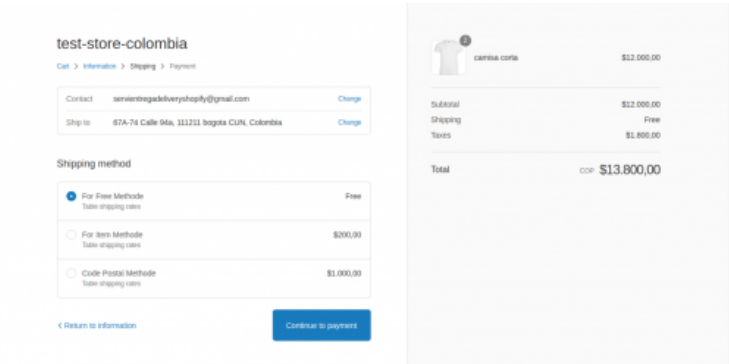 test-store-colombia
Cart > Information > Shipping > Payment
Contact servientregadeliveryshopify@gmail.com Change
Ship to 67A-74 Calle 94a, 111211 bogota CUN, Colombia Change
Shipping method
For Free Methode Free
Table shipping rates
For Item Methode $200,00
Table shipping rates
Code Postal Methode $1.000,00
Table shipping rates
< Return to information Continue to payment
2
camisa corta $12.000,00
Subtotal $12.000,00
Shipping Free
Taxes $1.800,00
Total COP $13.800,00